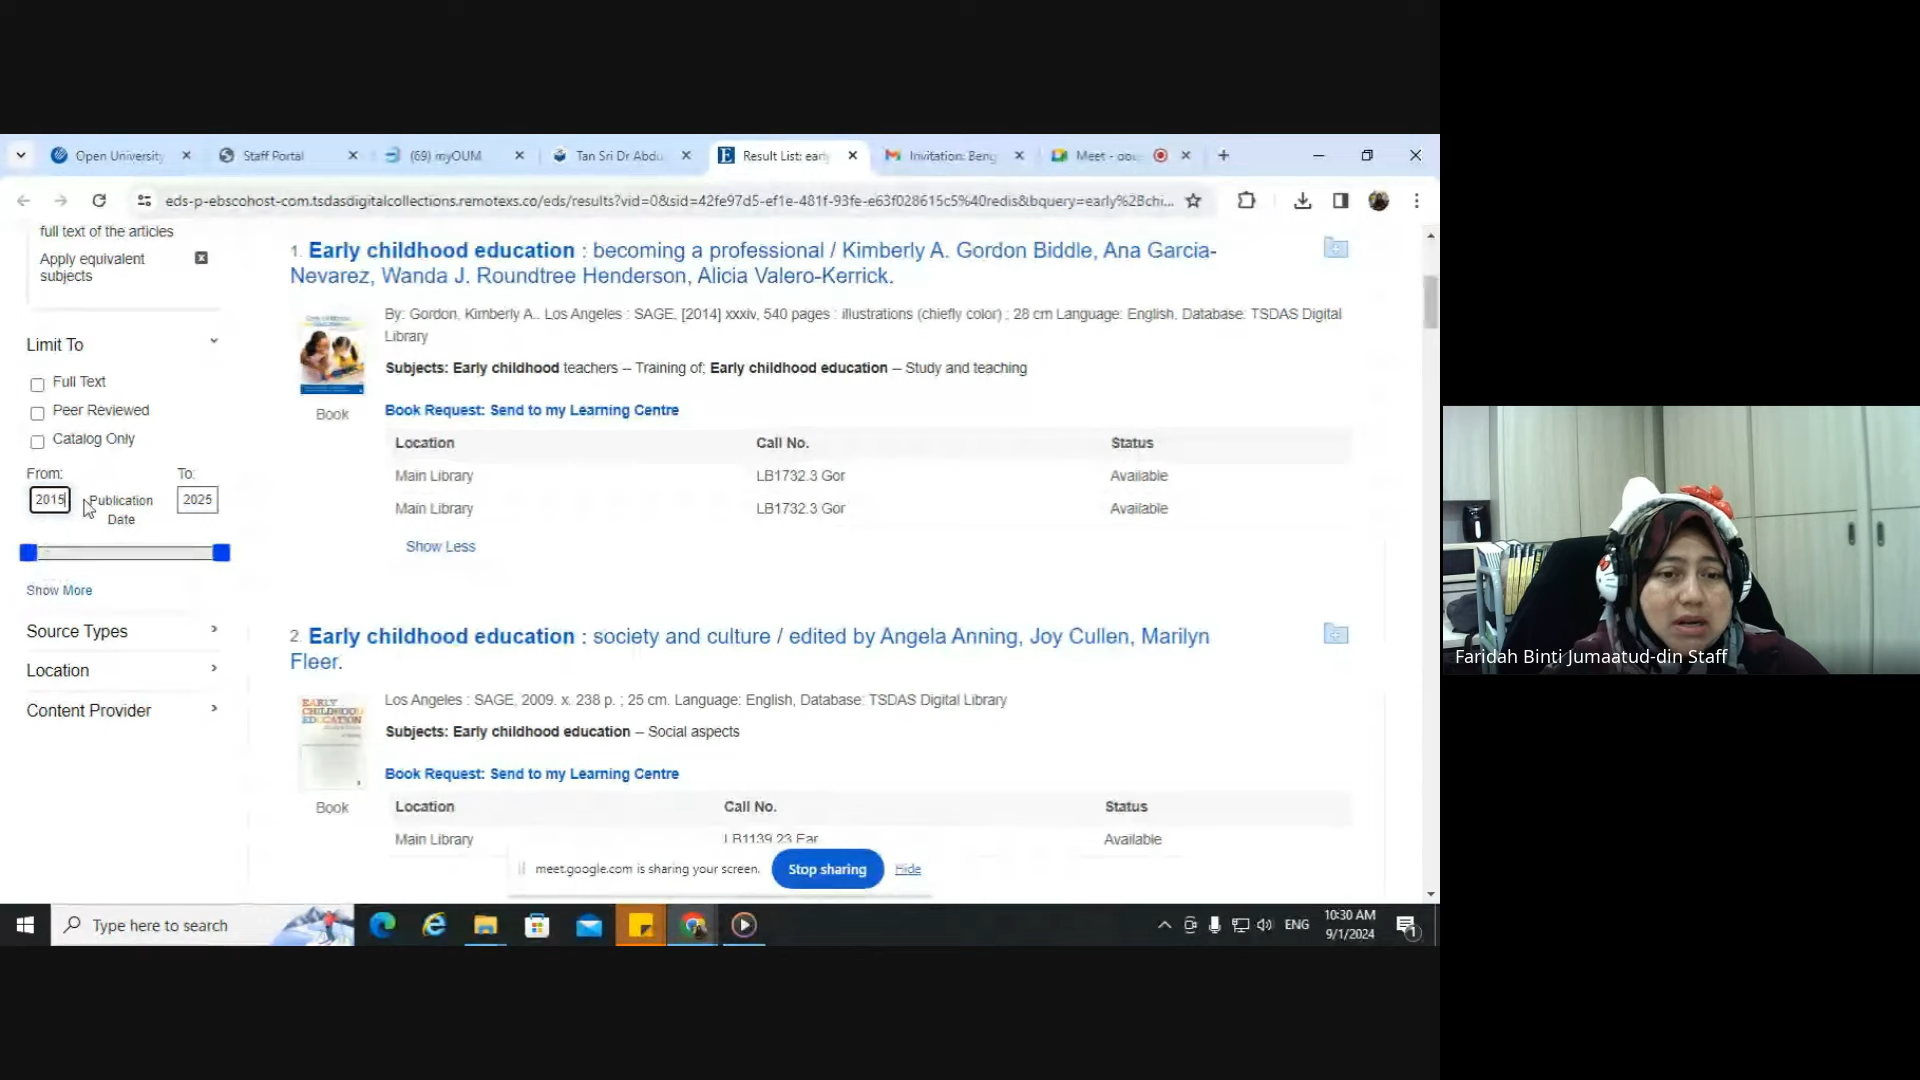 Open University
Staff Portal
(69) myOUM
Tan Sri Dr Abdu
Result List: early
Invitation: Beng
Meet - oou
eds-p-ebscohost-com.tsdasdigitalcollections.remotexs.co/eds/results?vid=0&sid=42fe97d5-ef1e-481f-93fe-e63f028615c5%40redis&bquery=early%2Bchi...
full text of the articles
Apply equivalent
subjects
Limit To
Full Text
Peer Reviewed
Catalog Only
From:
To:
2015
Publication
Date
2025
Show More
Source Types
Location
Content Provider
1. Early childhood education : becoming a professional / Kimberly A. Gordon Biddle, Ana Garcia-
Nevarez, Wanda J. Roundtree Henderson, Alicia Valero-Kerrick.
By: Gordon, Kimberly A.. Los Angeles : SAGE, [2014] xxxiv, 540 pages : illustrations (chiefly color) ; 28 cm Language: English, Database: TSDAS Digital
Library
Subjects: Early childhood teachers -- Training of; Early childhood education -- Study and teaching
Book
Book Request: Send to my Learning Centre
Location Call No. Status
Main Library LB1732.3 Gor Available
Main Library LB1732.3 Gor Available
Show Less
2. Early childhood education : society and culture / edited by Angela Anning, Joy Cullen, Marilyn
Fleer.
EARLY
CHILDHOOD
EDUCATION
Los Angeles : SAGE, 2009. x. 238 p. ; 25 cm. Language: English, Database: TSDAS Digital Library
Subjects: Early childhood education -- Social aspects
Book
Book Request: Send to my Learning Centre
Location Call No. Status
Main Library LB1139.23 Ear Available
meet.google.com is sharing your screen.
Stop sharing
Hide
Type here to search
ENG
10:30 AM
9/1/2024
1
Faridah Binti Jumaatud-din Staff